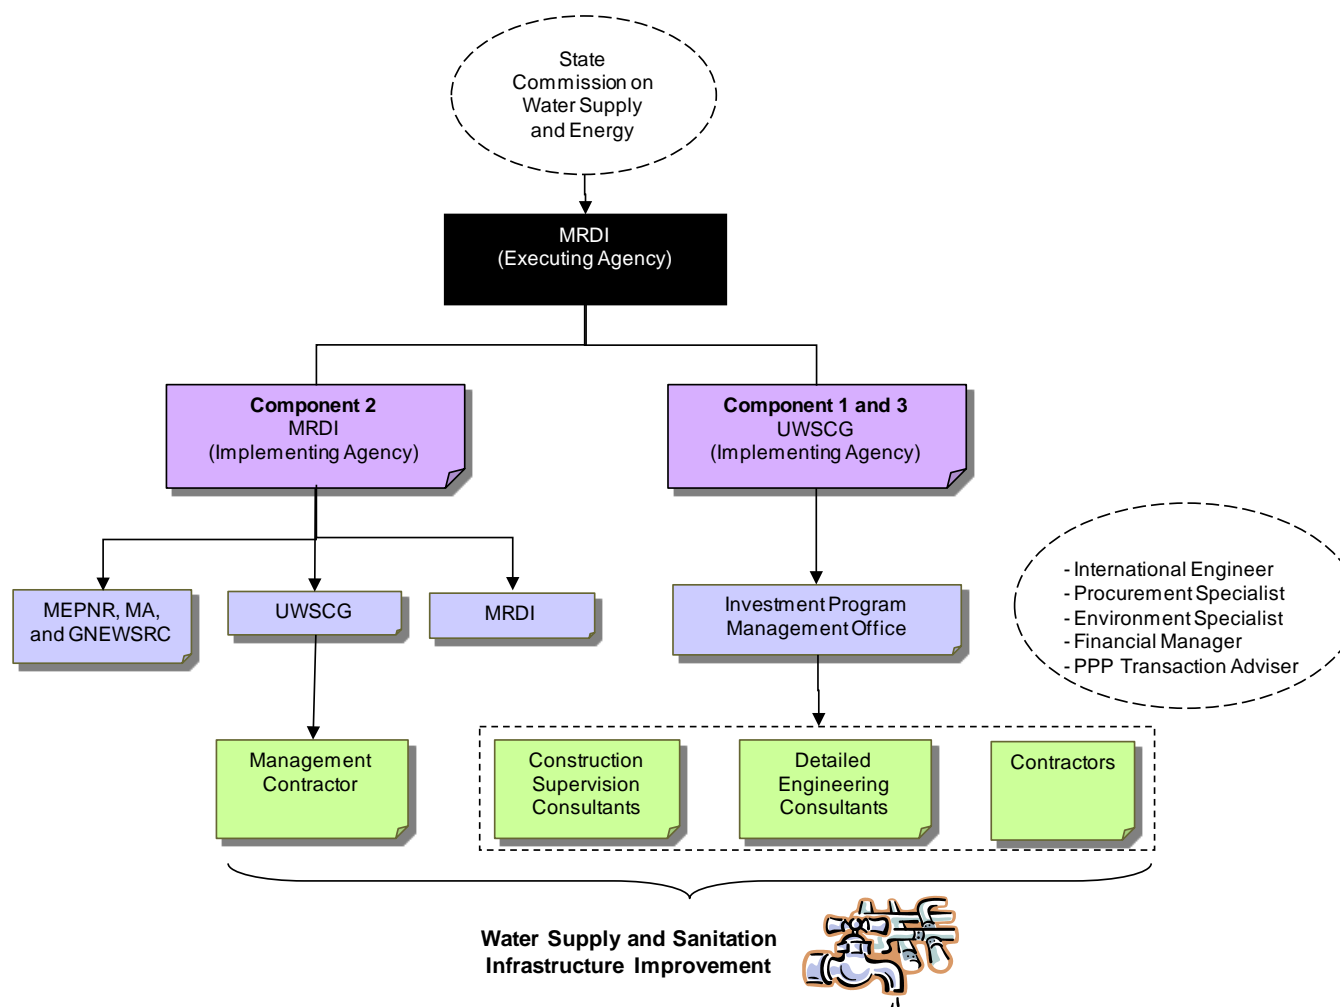 State
Commission on
Water Supply
and Energy
MRDI
(Executing Agency)
Component 2
MRDI
(Implementing Agency)
Component 1 and 3
UWSCG
(Implementing Agency)
MEPNR, MA,
and GNEWSRC
UWSCG
MRDI
Investment Program
Management Office
- International Engineer
- Procurement Specialist
- Environment Specialist
- Financial Manager
- PPP Transaction Adviser
Management
Contractor
Construction
Supervision
Consultants
Detailed
Engineering
Consultants
Contractors
Water Supply and Sanitation
Infrastructure Improvement